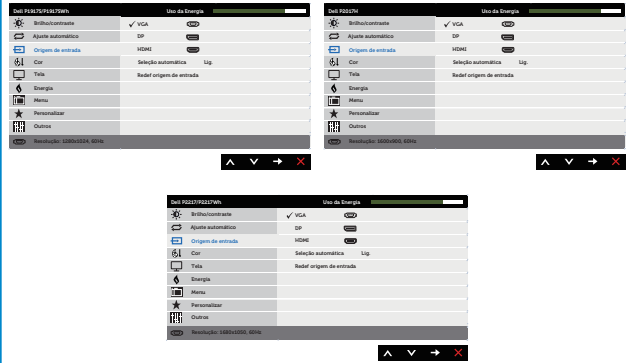 Dell P1917S/P1917SWh Uso da Energia
Brilho/contraste VGA
Ajuste automático DP
Origem de entrada HDMI
Cor Seleção automática Lig.
Tela Redef origem de entrada
Energia
Menu
Personalizar
Outros
Resolução: 1280x1024, 60Hz
Dell P2017H Uso da Energia
Brilho/contraste VGA
Ajuste automático DP
Origem de entrada HDMI
Cor Seleção automática Lig.
Tela Redef origem de entrada
Energia
Menu
Personalizar
Outros
Resolução: 1600x900, 60Hz
Dell P2217/P2217Wh Uso da Energia
Brilho/contraste VGA
Ajuste automático DP
Origem de entrada HDMI
Cor Seleção automática Lig.
Tela Redef origem de entrada
Energia
Menu
Personalizar
Outros
Resolução: 1680x1050, 60Hz